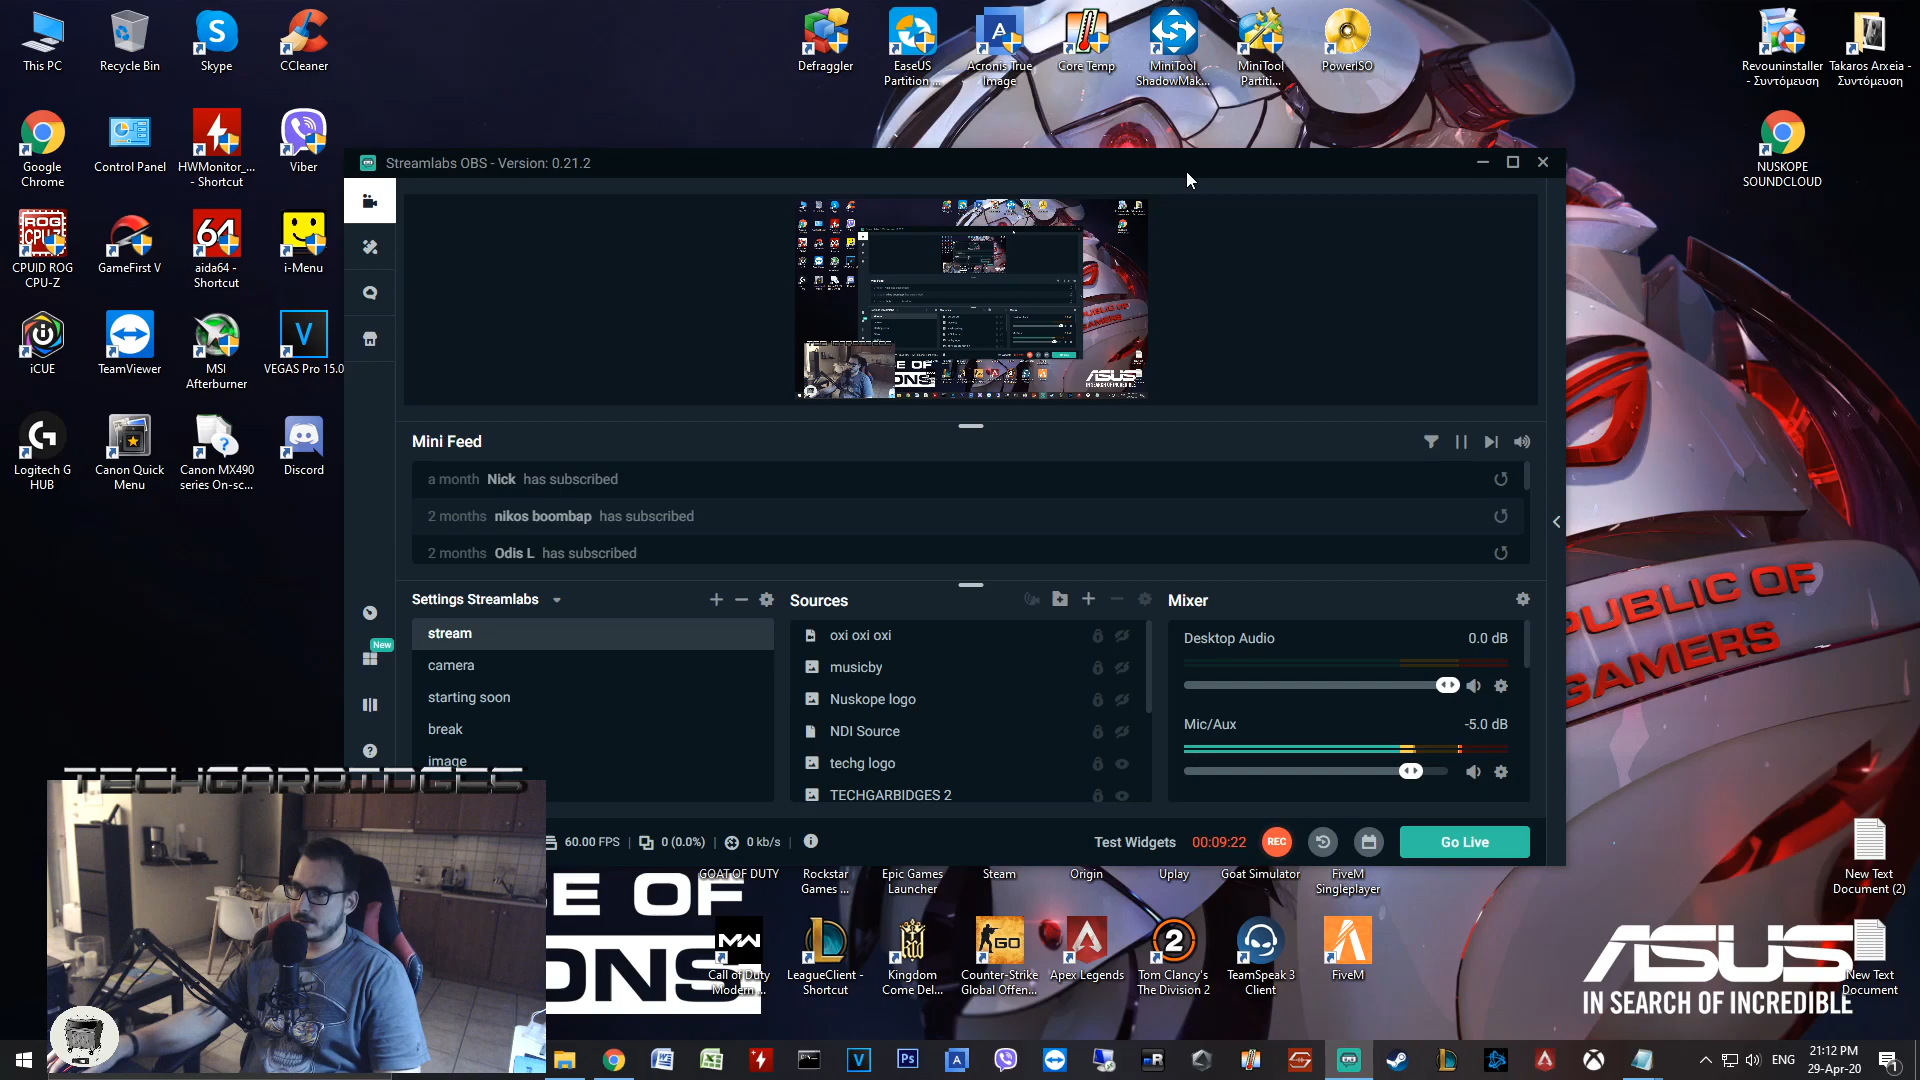 This PC
Recycle Bin
Skype
CCleaner
Defraggler
EaseUS
Partition ...
Acronis True
Image
Core Temp
MiniTool
ShadowMak...
MiniTool
Partiti...
PowerISO
Revouninstaller
- Συντόμευση
Takaros Arxeia -
Συντόμευση
Google
Chrome
Control Panel
HWMonitor_...
- Shortcut
Viber
NUSKOPE
SOUNDCLOUD
CPUID ROG
CPU-Z
GameFirst V
aida64 -
Shortcut
i-Menu
iCUE
TeamViewer
MSI
Afterburner
VEGAS Pro 15.0
Logitech G
HUB
Canon Quick
Menu
Canon MX490
series On-sc...
Discord
Streamlabs OBS - Version: 0.21.2
Mini Feed
a month Nick has subscribed
2 months nikos boombap has subscribed
2 months Odis L has subscribed
Settings Streamlabs
stream
camera
starting soon
break
image
New
Sources
oxi oxi oxi
musicby
Nuskope logo
NDI Source
techg logo
TECHGARBIDGES 2
Mixer
Desktop Audio 0.0 dB
Mic/Aux -5.0 dB
60.00 FPS
0 (0.0%)
0 kb/s
Test Widgets
00:09:22
REC
Go Live
TECHGARBIDGES
PUBLIC OF
GAMERS
E OF
ONS
GOAT OF DUTY
Rockstar
Games ...
Epic Games
Launcher
Steam
Origin
Uplay
Goat Simulator
FiveM
Singleplayer
Call of Duty
Modern ...
LeagueClient -
Shortcut
Kingdom
Come Del...
Counter-Strike
Global Offen...
Apex Legends
Tom Clancy's
The Division 2
TeamSpeak 3
Client
FiveM
New Text
Document (2)
New Text
Document
ASUS
IN SEARCH OF INCREDIBLE
ENG
21:12 PM
29-Apr-20